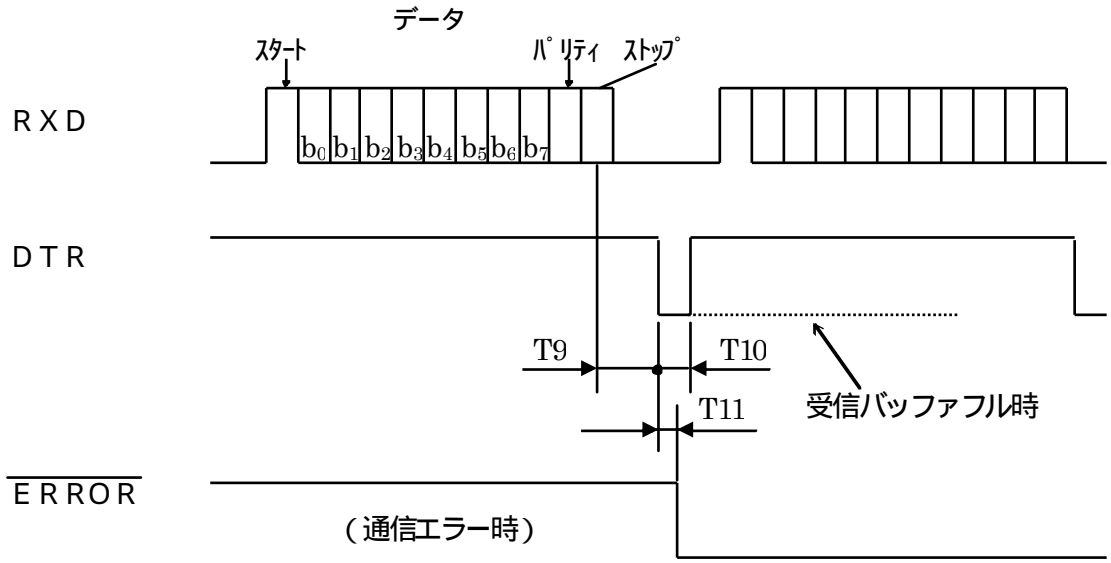 データ
ｽﾀｰﾄ ﾊﾟﾘﾃｨ ｽﾄｯﾌﾟ
ＲＸＤ
b₀ b₁ b₂ b₃ b₄ b₅ b₆ b₇
ＤＴＲ
T9 T10
T11
受信バッファフル時
ＥＲＲＯＲ
(通信エラー時)